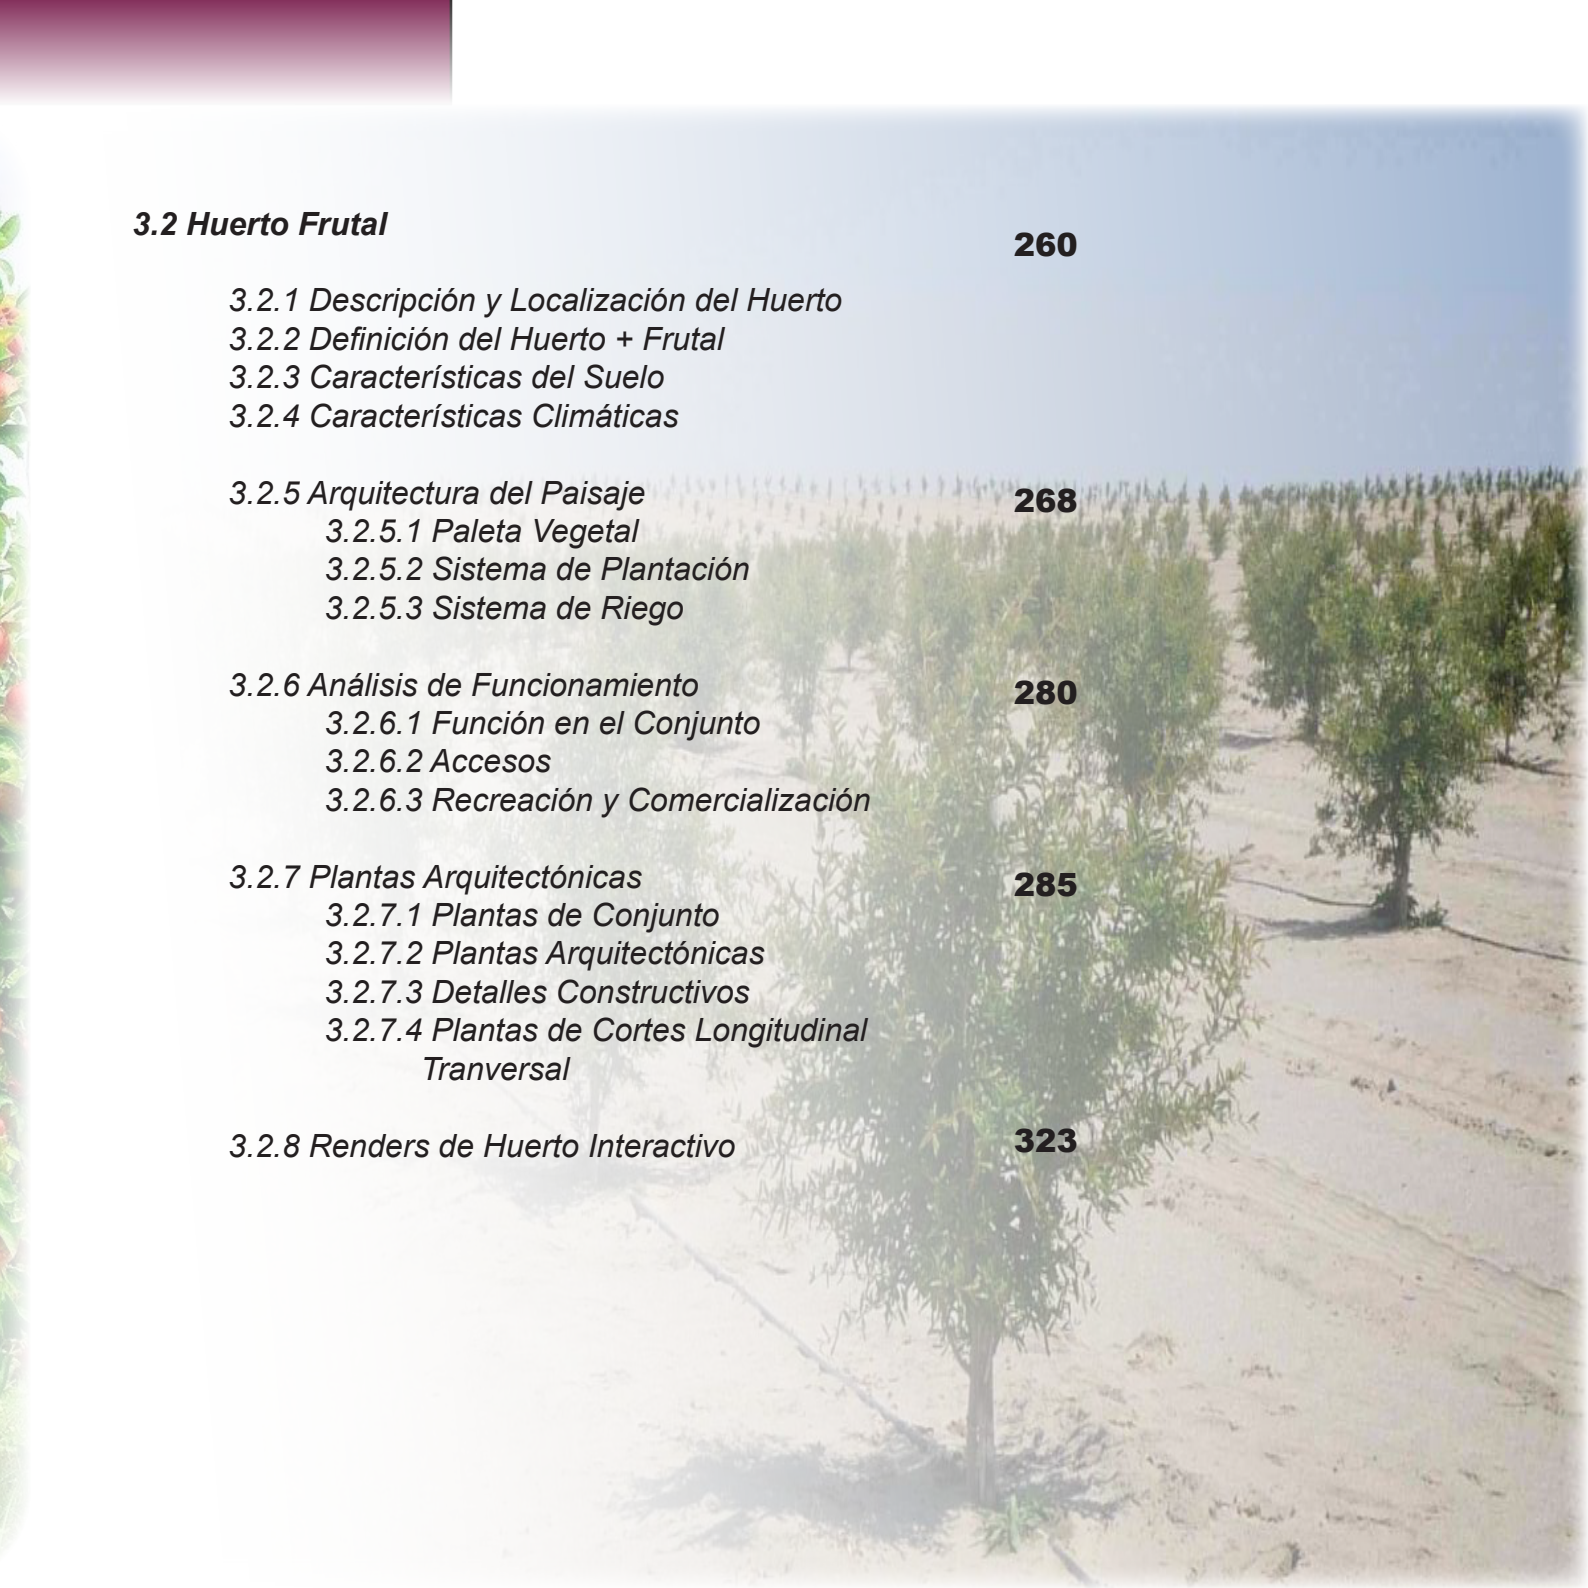 3.2 Huerto Frutal 260
3.2.1 Descripción y Localización del Huerto
3.2.2 Definición del Huerto + Frutal
3.2.3 Características del Suelo
3.2.4 Características Climáticas
3.2.5 Arquitectura del Paisaje 268
3.2.5.1 Paleta Vegetal
3.2.5.2 Sistema de Plantación
3.2.5.3 Sistema de Riego
3.2.6 Análisis de Funcionamiento 280
3.2.6.1 Función en el Conjunto
3.2.6.2 Accesos
3.2.6.3 Recreación y Comercialización
3.2.7 Plantas Arquitectónicas 285
3.2.7.1 Plantas de Conjunto
3.2.7.2 Plantas Arquitectónicas
3.2.7.3 Detalles Constructivos
3.2.7.4 Plantas de Cortes Longitudinal
Tranversal
3.2.8 Renders de Huerto Interactivo 323